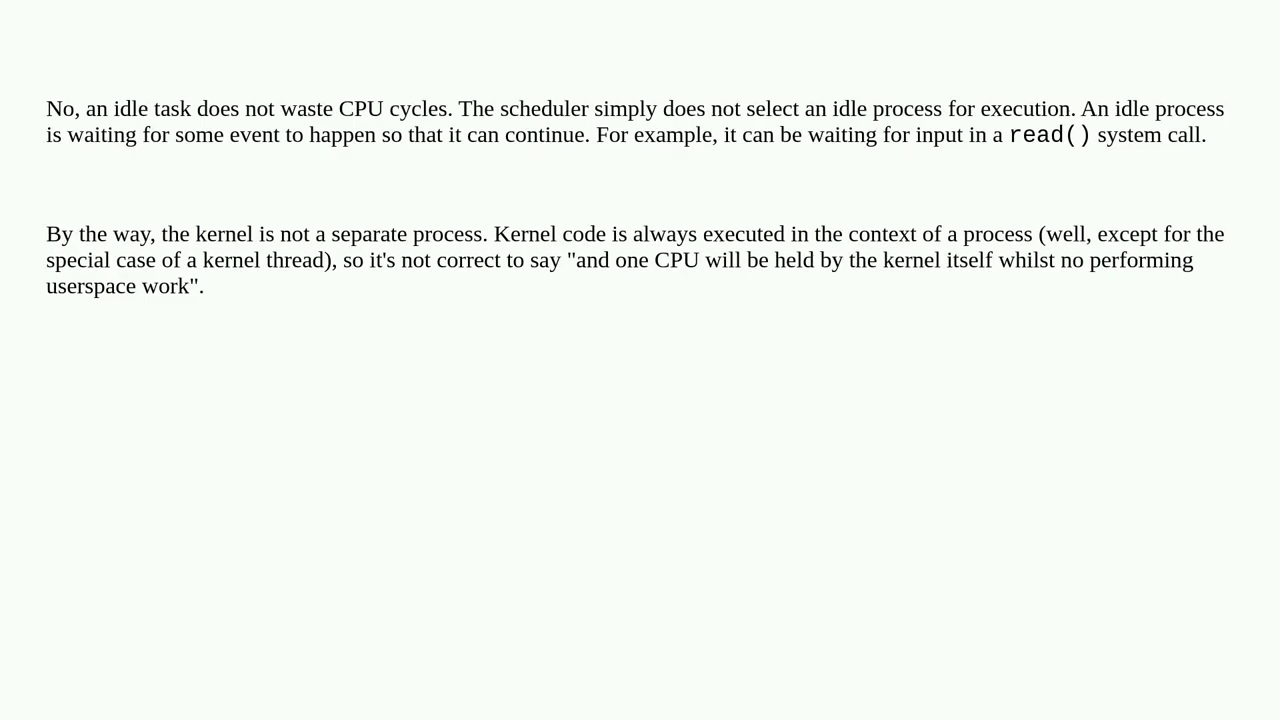 No, an idle task does not waste CPU cycles. The scheduler simply does not select an idle process for execution. An idle process
is waiting for some event to happen so that it can continue. For example, it can be waiting for input in a read() system call.
By the way, the kernel is not a separate process. Kernel code is always executed in the context of a process (well, except for the
special case of a kernel thread), so it's not correct to say "and one CPU will be held by the kernel itself whilst no performing
userspace work".